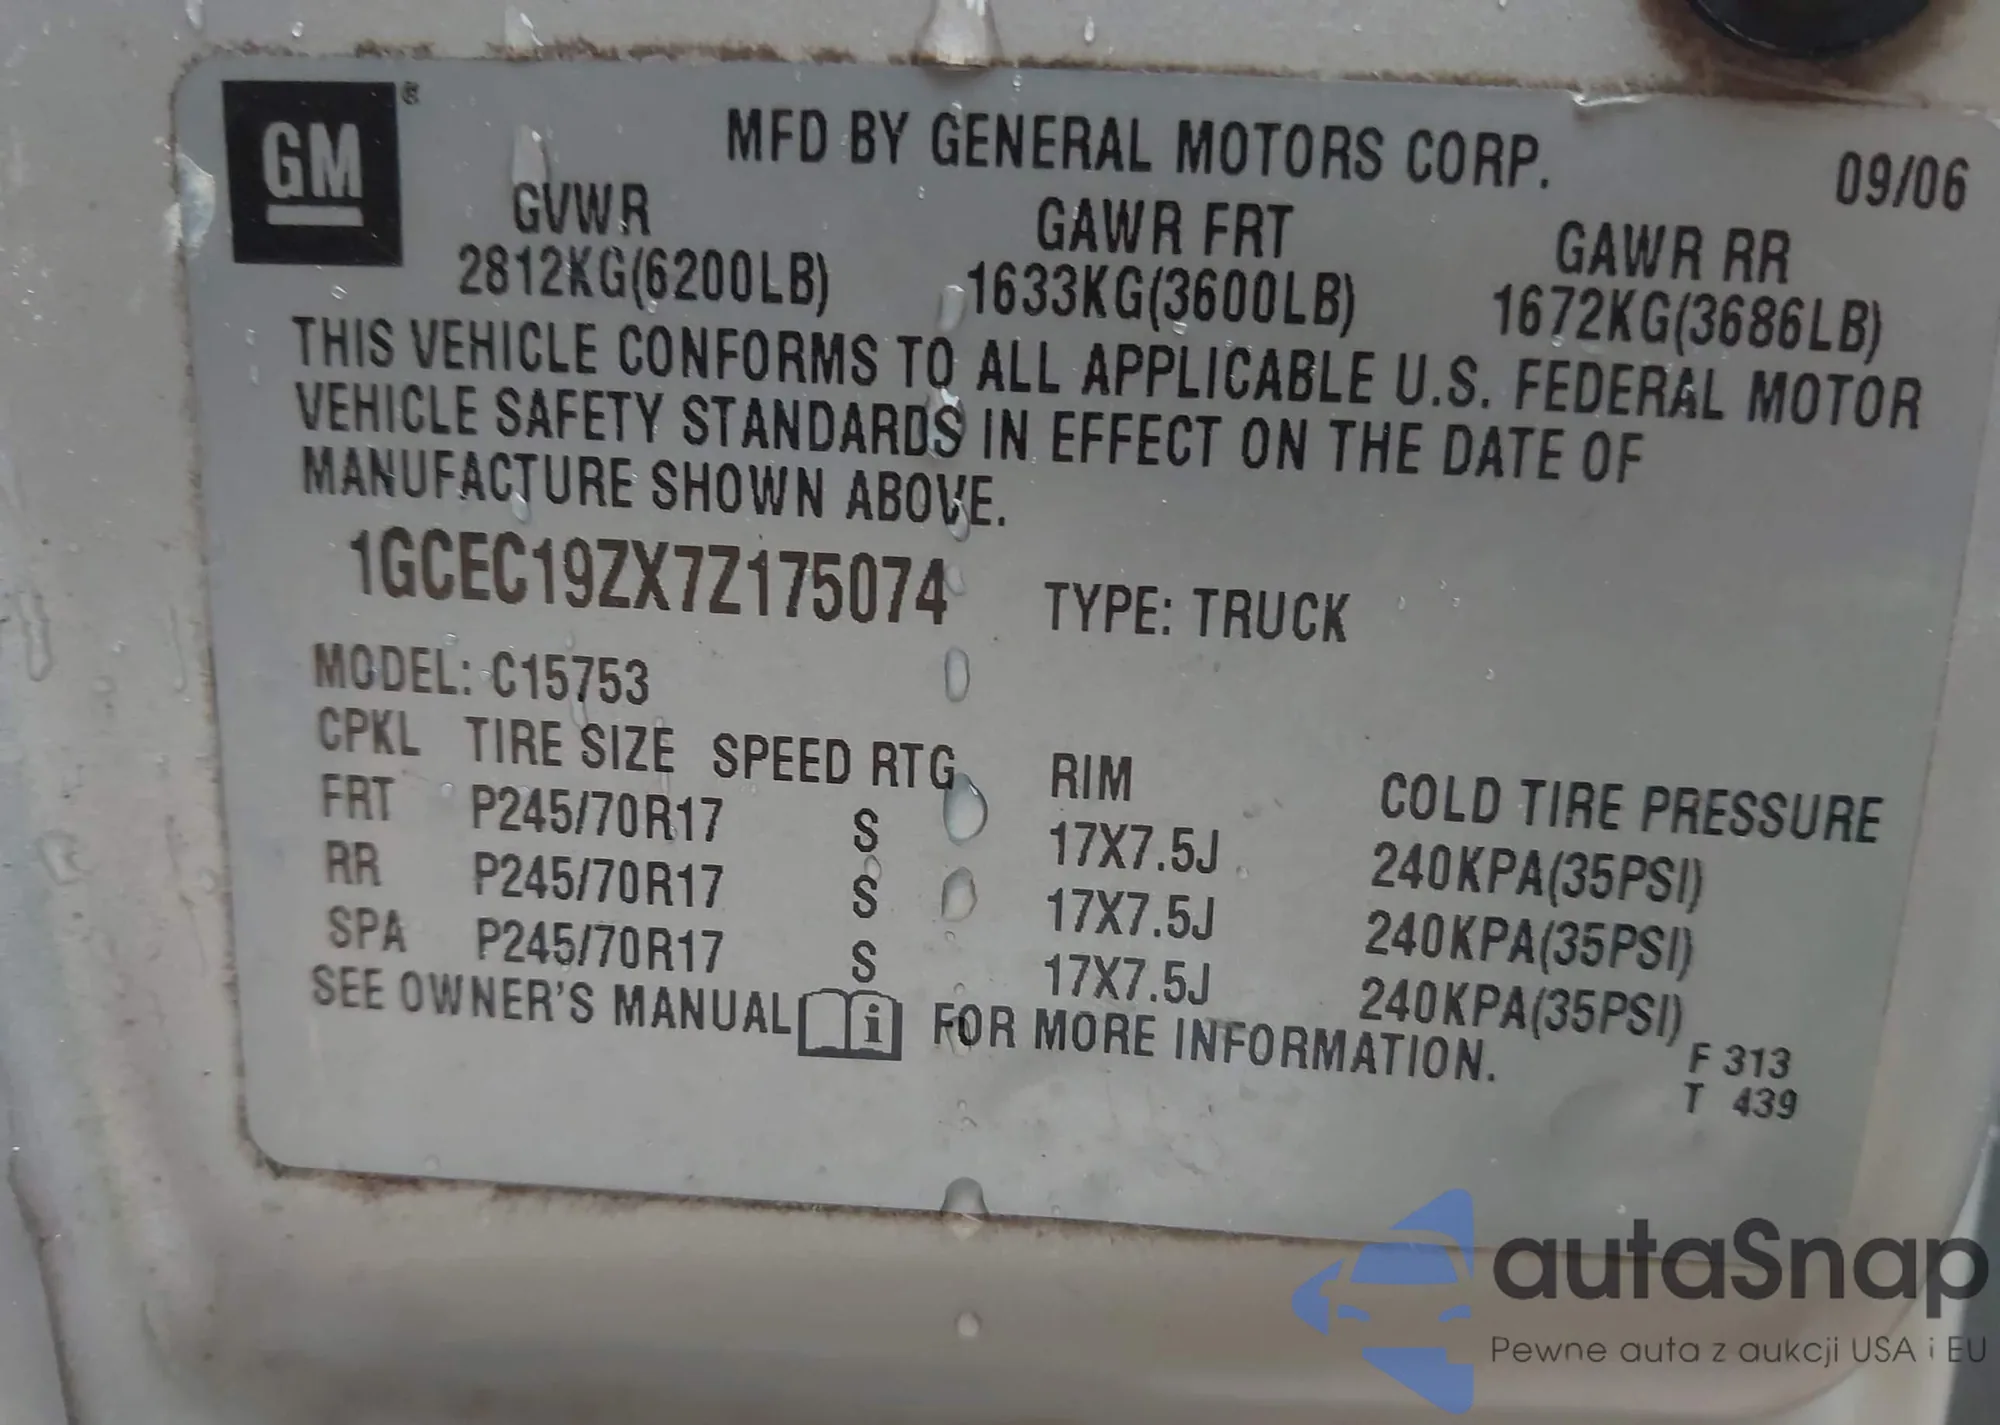 GM ®
MFD BY GENERAL MOTORS CORP. 09/06
GVWR GAWR FRT GAWR RR
2812KG(6200LB) 1633KG(3600LB) 1672KG(3686LB)
THIS VEHICLE CONFORMS TO ALL APPLICABLE U.S. FEDERAL MOTOR
VEHICLE SAFETY STANDARDS IN EFFECT ON THE DATE OF
MANUFACTURE SHOWN ABOVE.
1GCEC19ZX7Z175074 TYPE: TRUCK
MODEL: C15753
CPKL TIRE SIZE SPEED RTG RIM COLD TIRE PRESSURE
FRT P245/70R17 S 17X7.5J 240KPA(35PSI)
RR P245/70R17 S 17X7.5J 240KPA(35PSI)
SPA P245/70R17 S 17X7.5J 240KPA(35PSI)
SEE OWNER'S MANUAL i FOR MORE INFORMATION.
F 313
T 439
autaSnap
Pewne auta z aukcji USA i EU